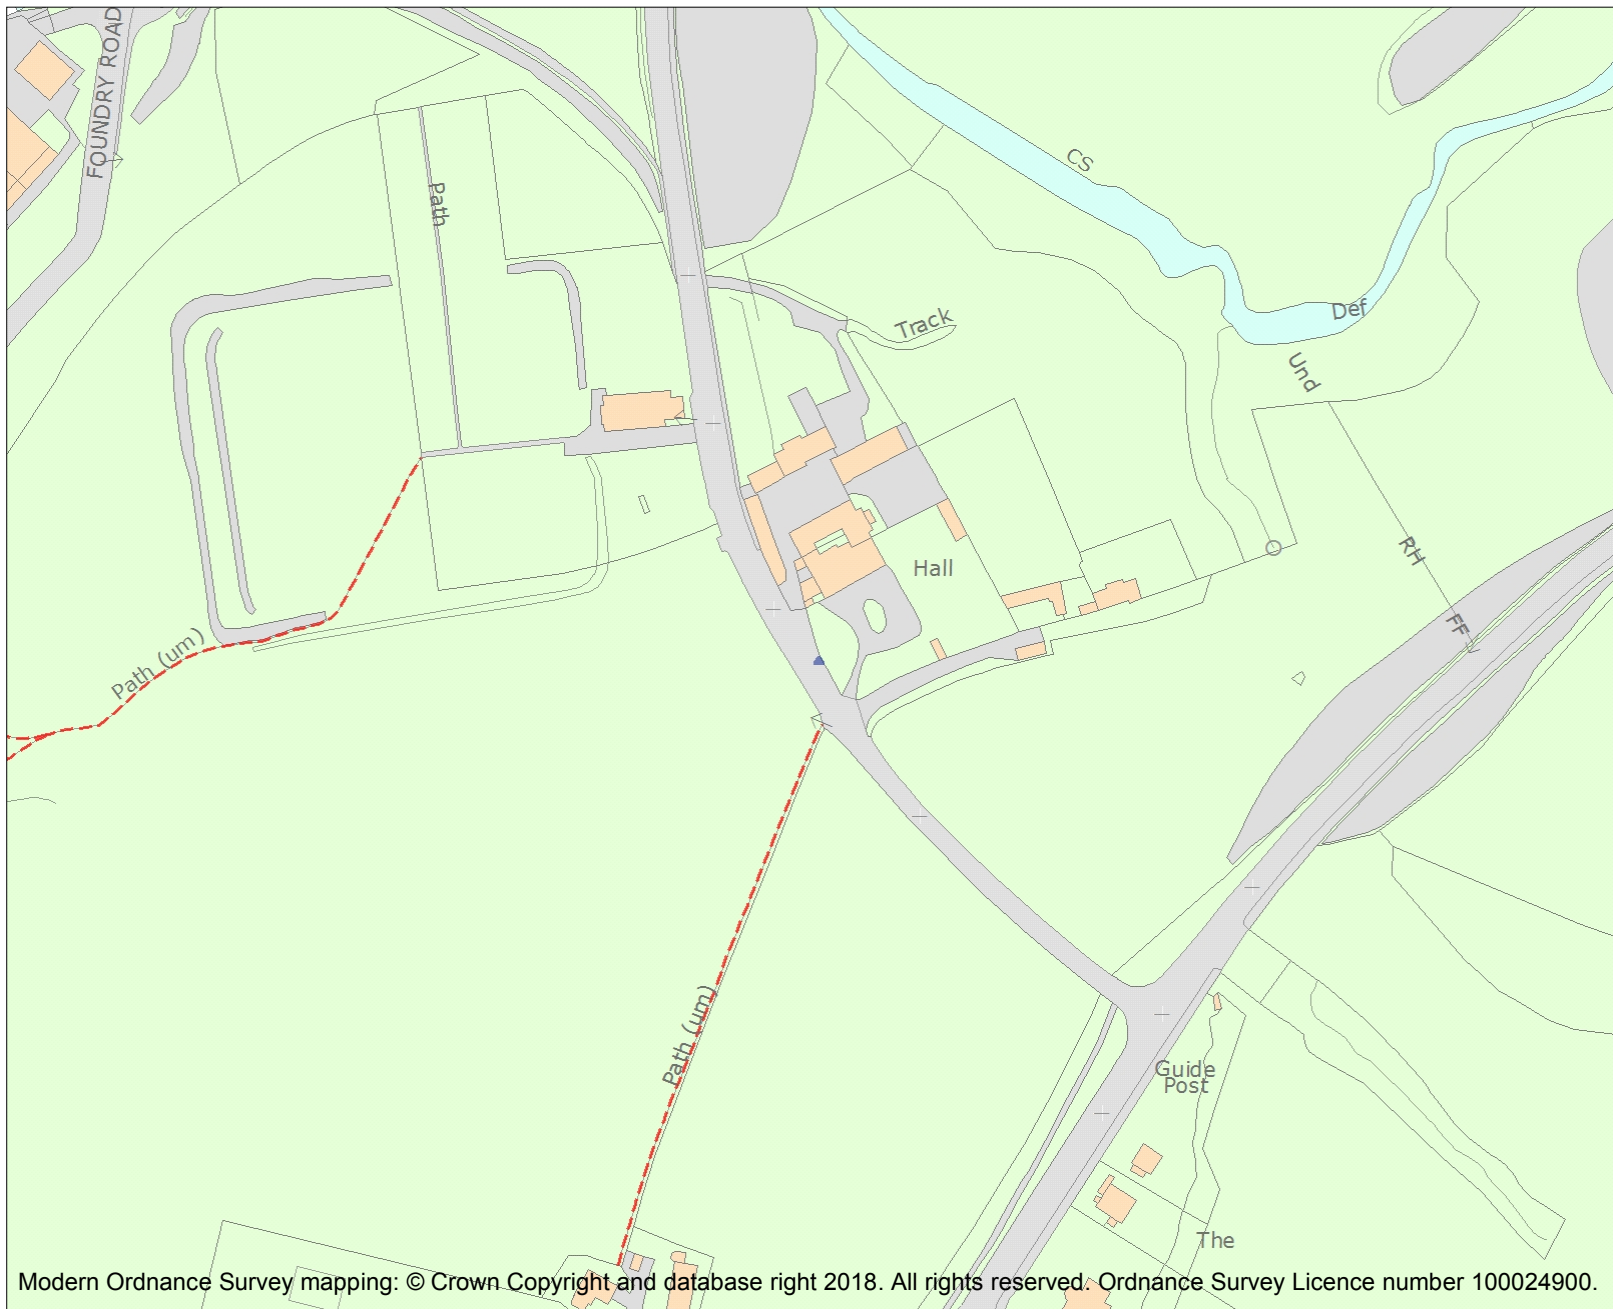 FOUNDRY ROAD
CS
Path
Track
Def
Und
RH
Hall
FF
Path (um)
Path (um)
Guide
Post
The
Modern Ordnance Survey mapping: © Crown Copyright and database right 2018. All rights reserved. Ordnance Survey Licence number 100024900.